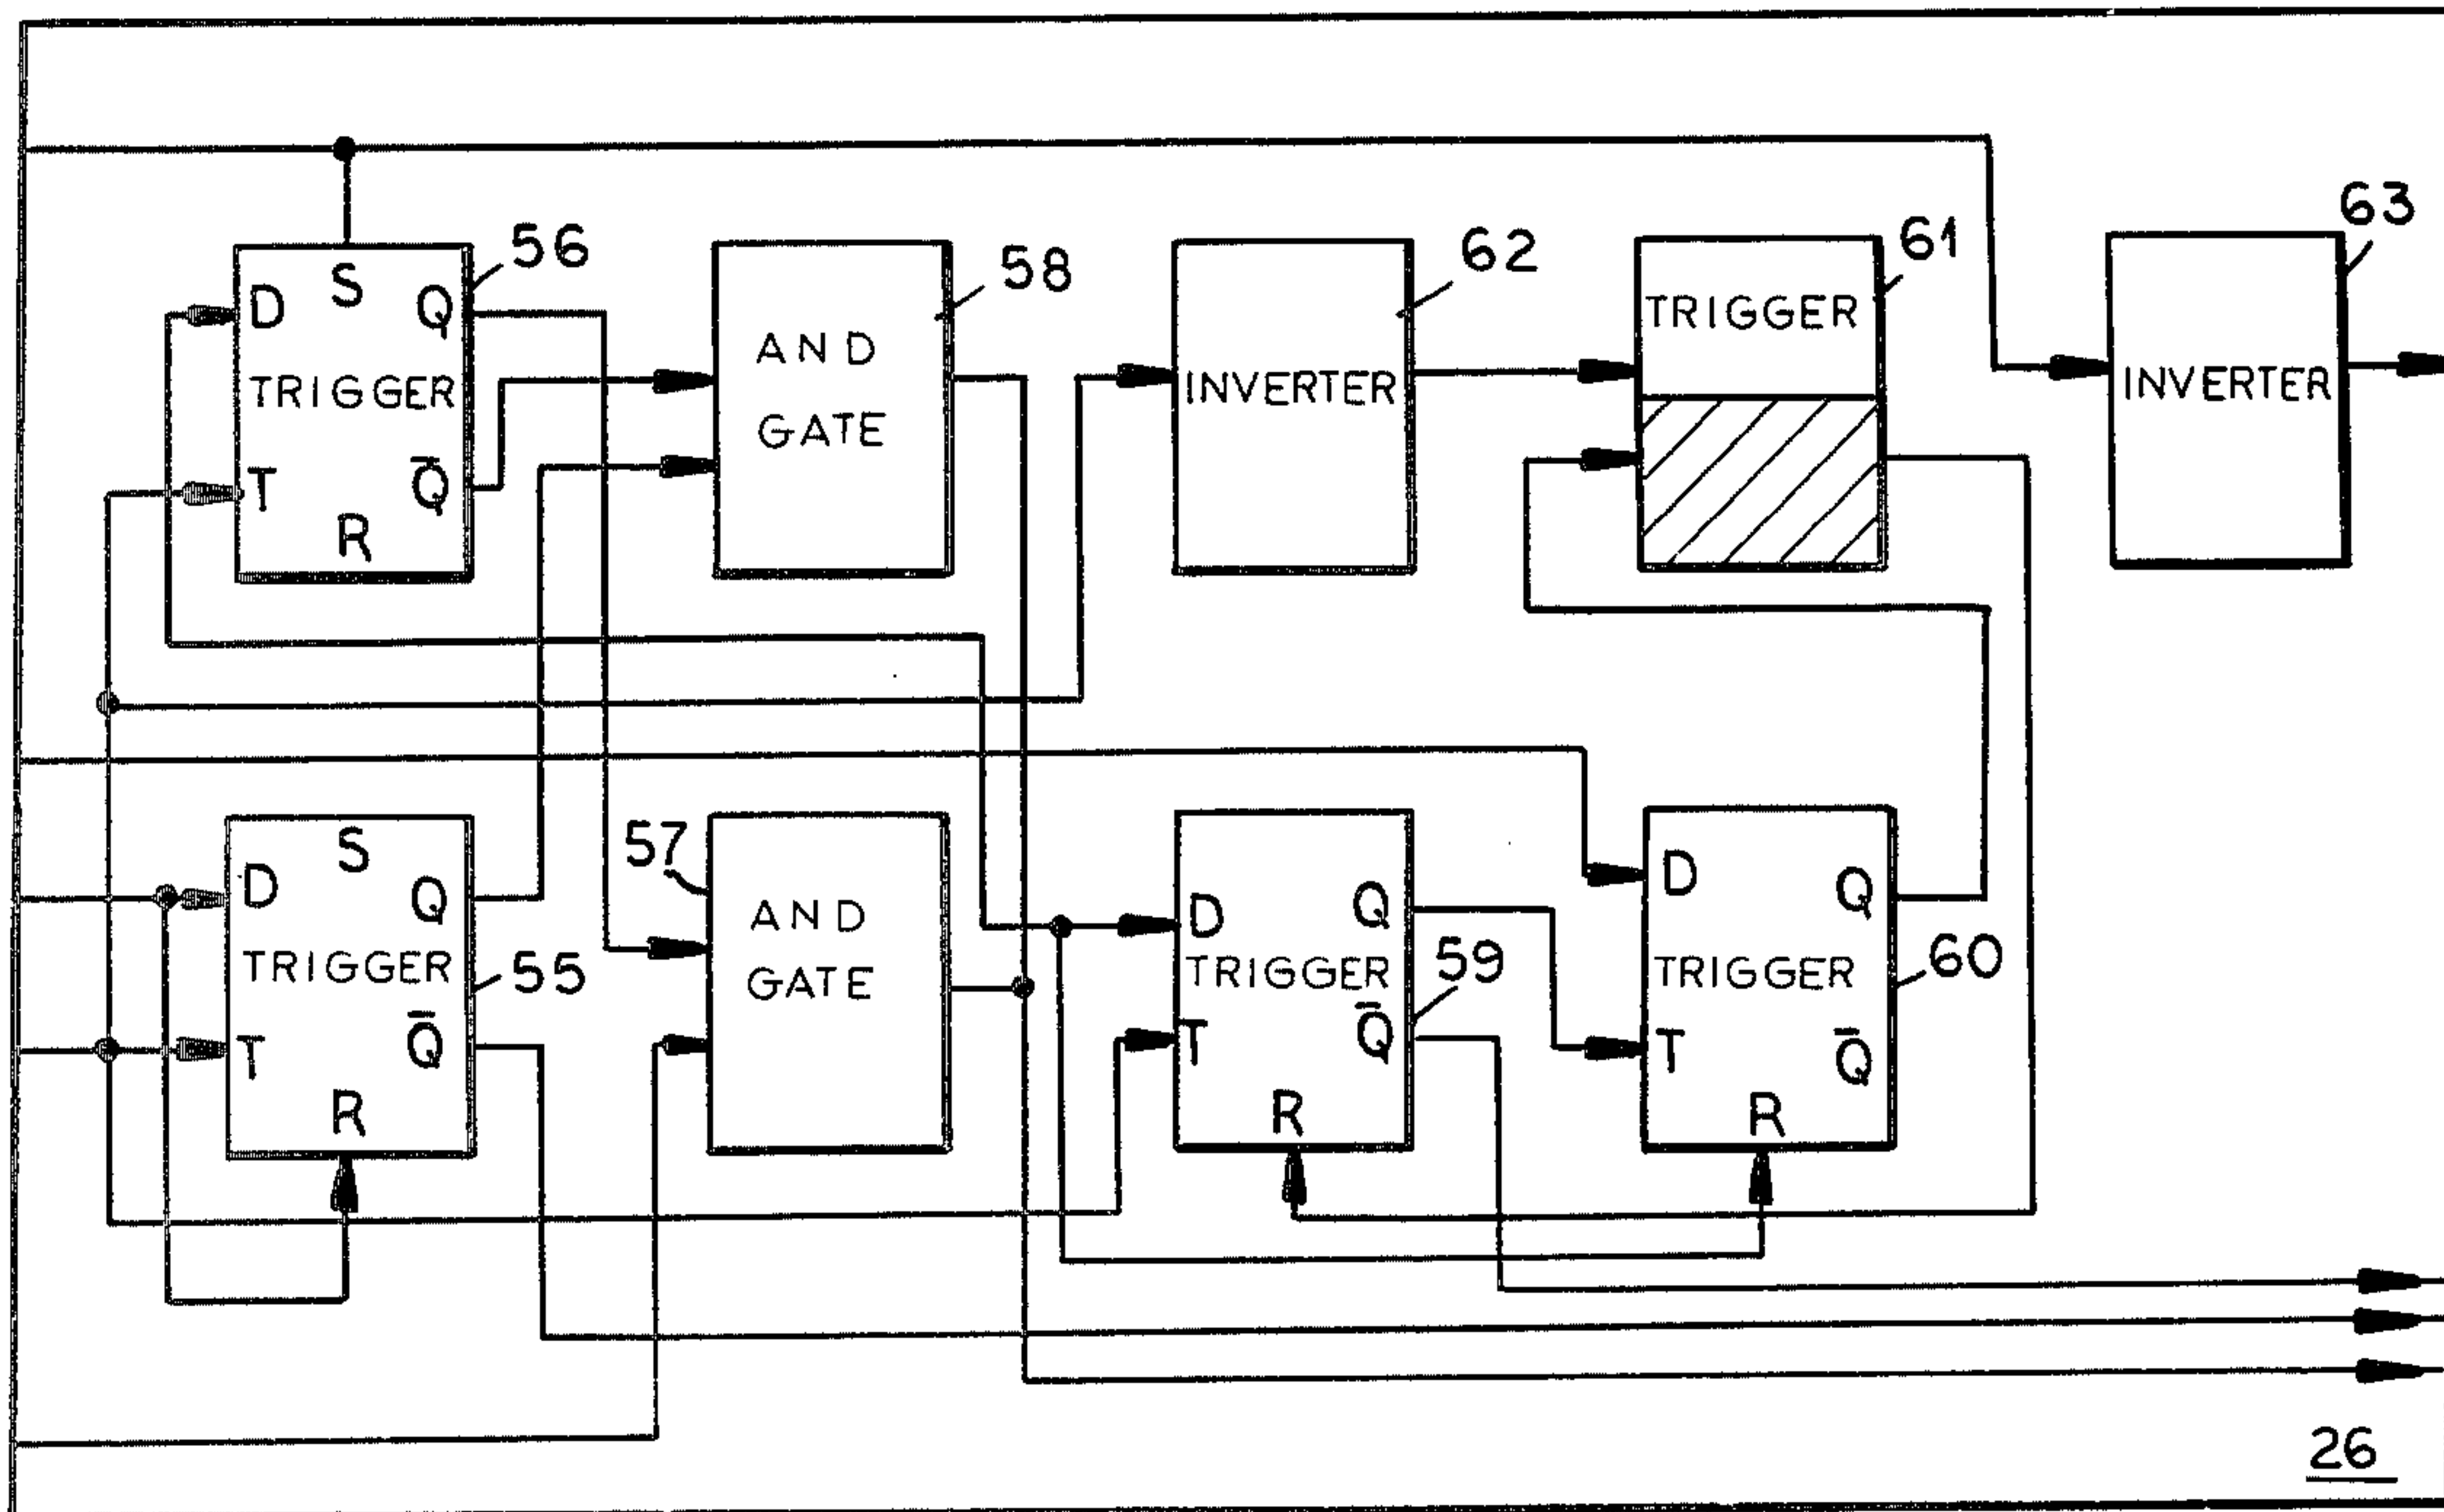 56
S
D
Q
TRIGGER
T
Q̄
R
58
AND
GATE
62
INVERTER
61
TRIGGER
63
INVERTER
S
D
Q
TRIGGER
55
T
Q̄
R
57
AND
GATE
D
Q
TRIGGER
59
T
Q̄
R
D
Q
TRIGGER
60
T
Q̄
R
26